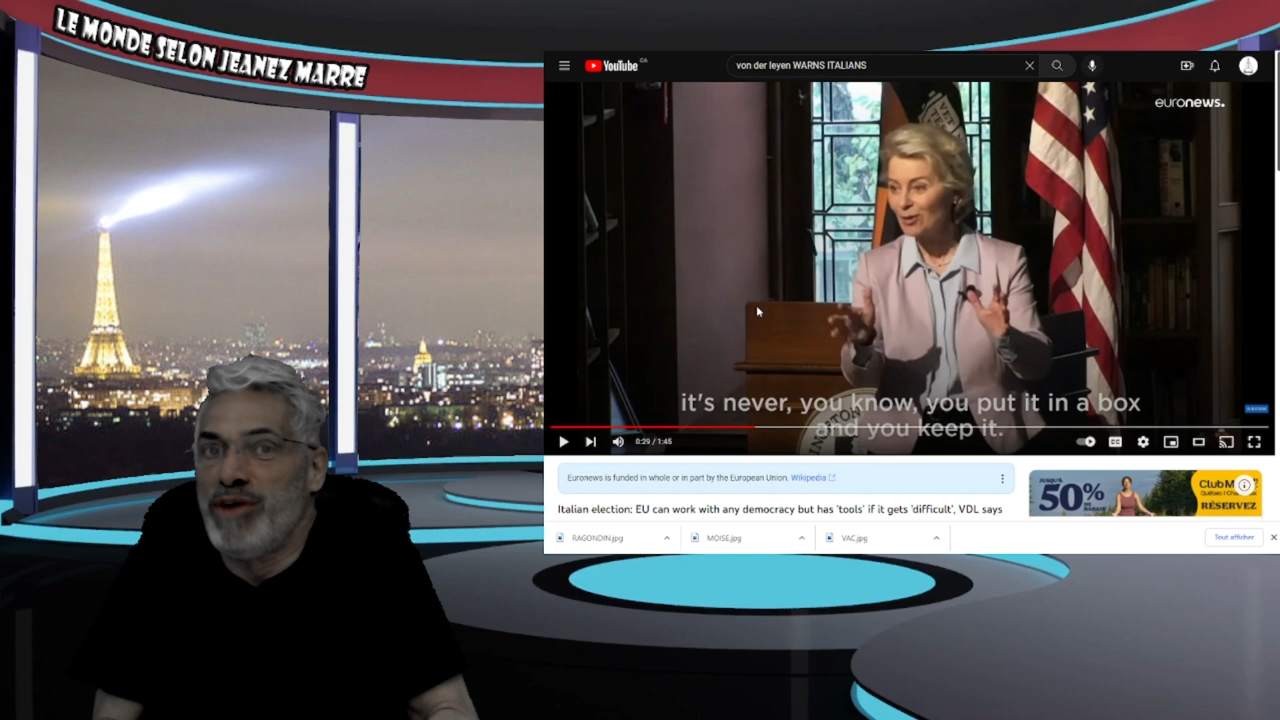 LE MONDE SELON JEANEZ MARRE
YouTube CA
von der leyen WARNS ITALIANS
euronews.
it's never, you know, you put it in a box
and you keep it.
0:29 / 1:45
Euronews is funded in whole or in part by the European Union. Wikipedia
Italian election: EU can work with any democracy but has 'tools' if it gets 'difficult', VDL says
50%
RÉSERVEZ
RAGONDIN.jpg
MOISE.jpg
VAC.jpg
Tout afficher